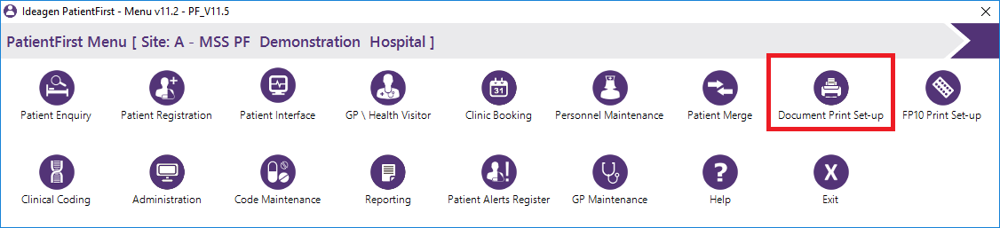 Ideagen PatientFirst - Menu v11.2 - PF_V11.5
PatientFirst Menu [ Site: A - MSS PF Demonstration Hospital ]
31
Patient Enquiry Patient Registration Patient Interface GP \ Health Visitor Clinic Booking Personnel Maintenance Patient Merge Document Print Set-up FP10 Print Set-up
? X
Clinical Coding Administration Code Maintenance Reporting Patient Alerts Register GP Maintenance Help Exit